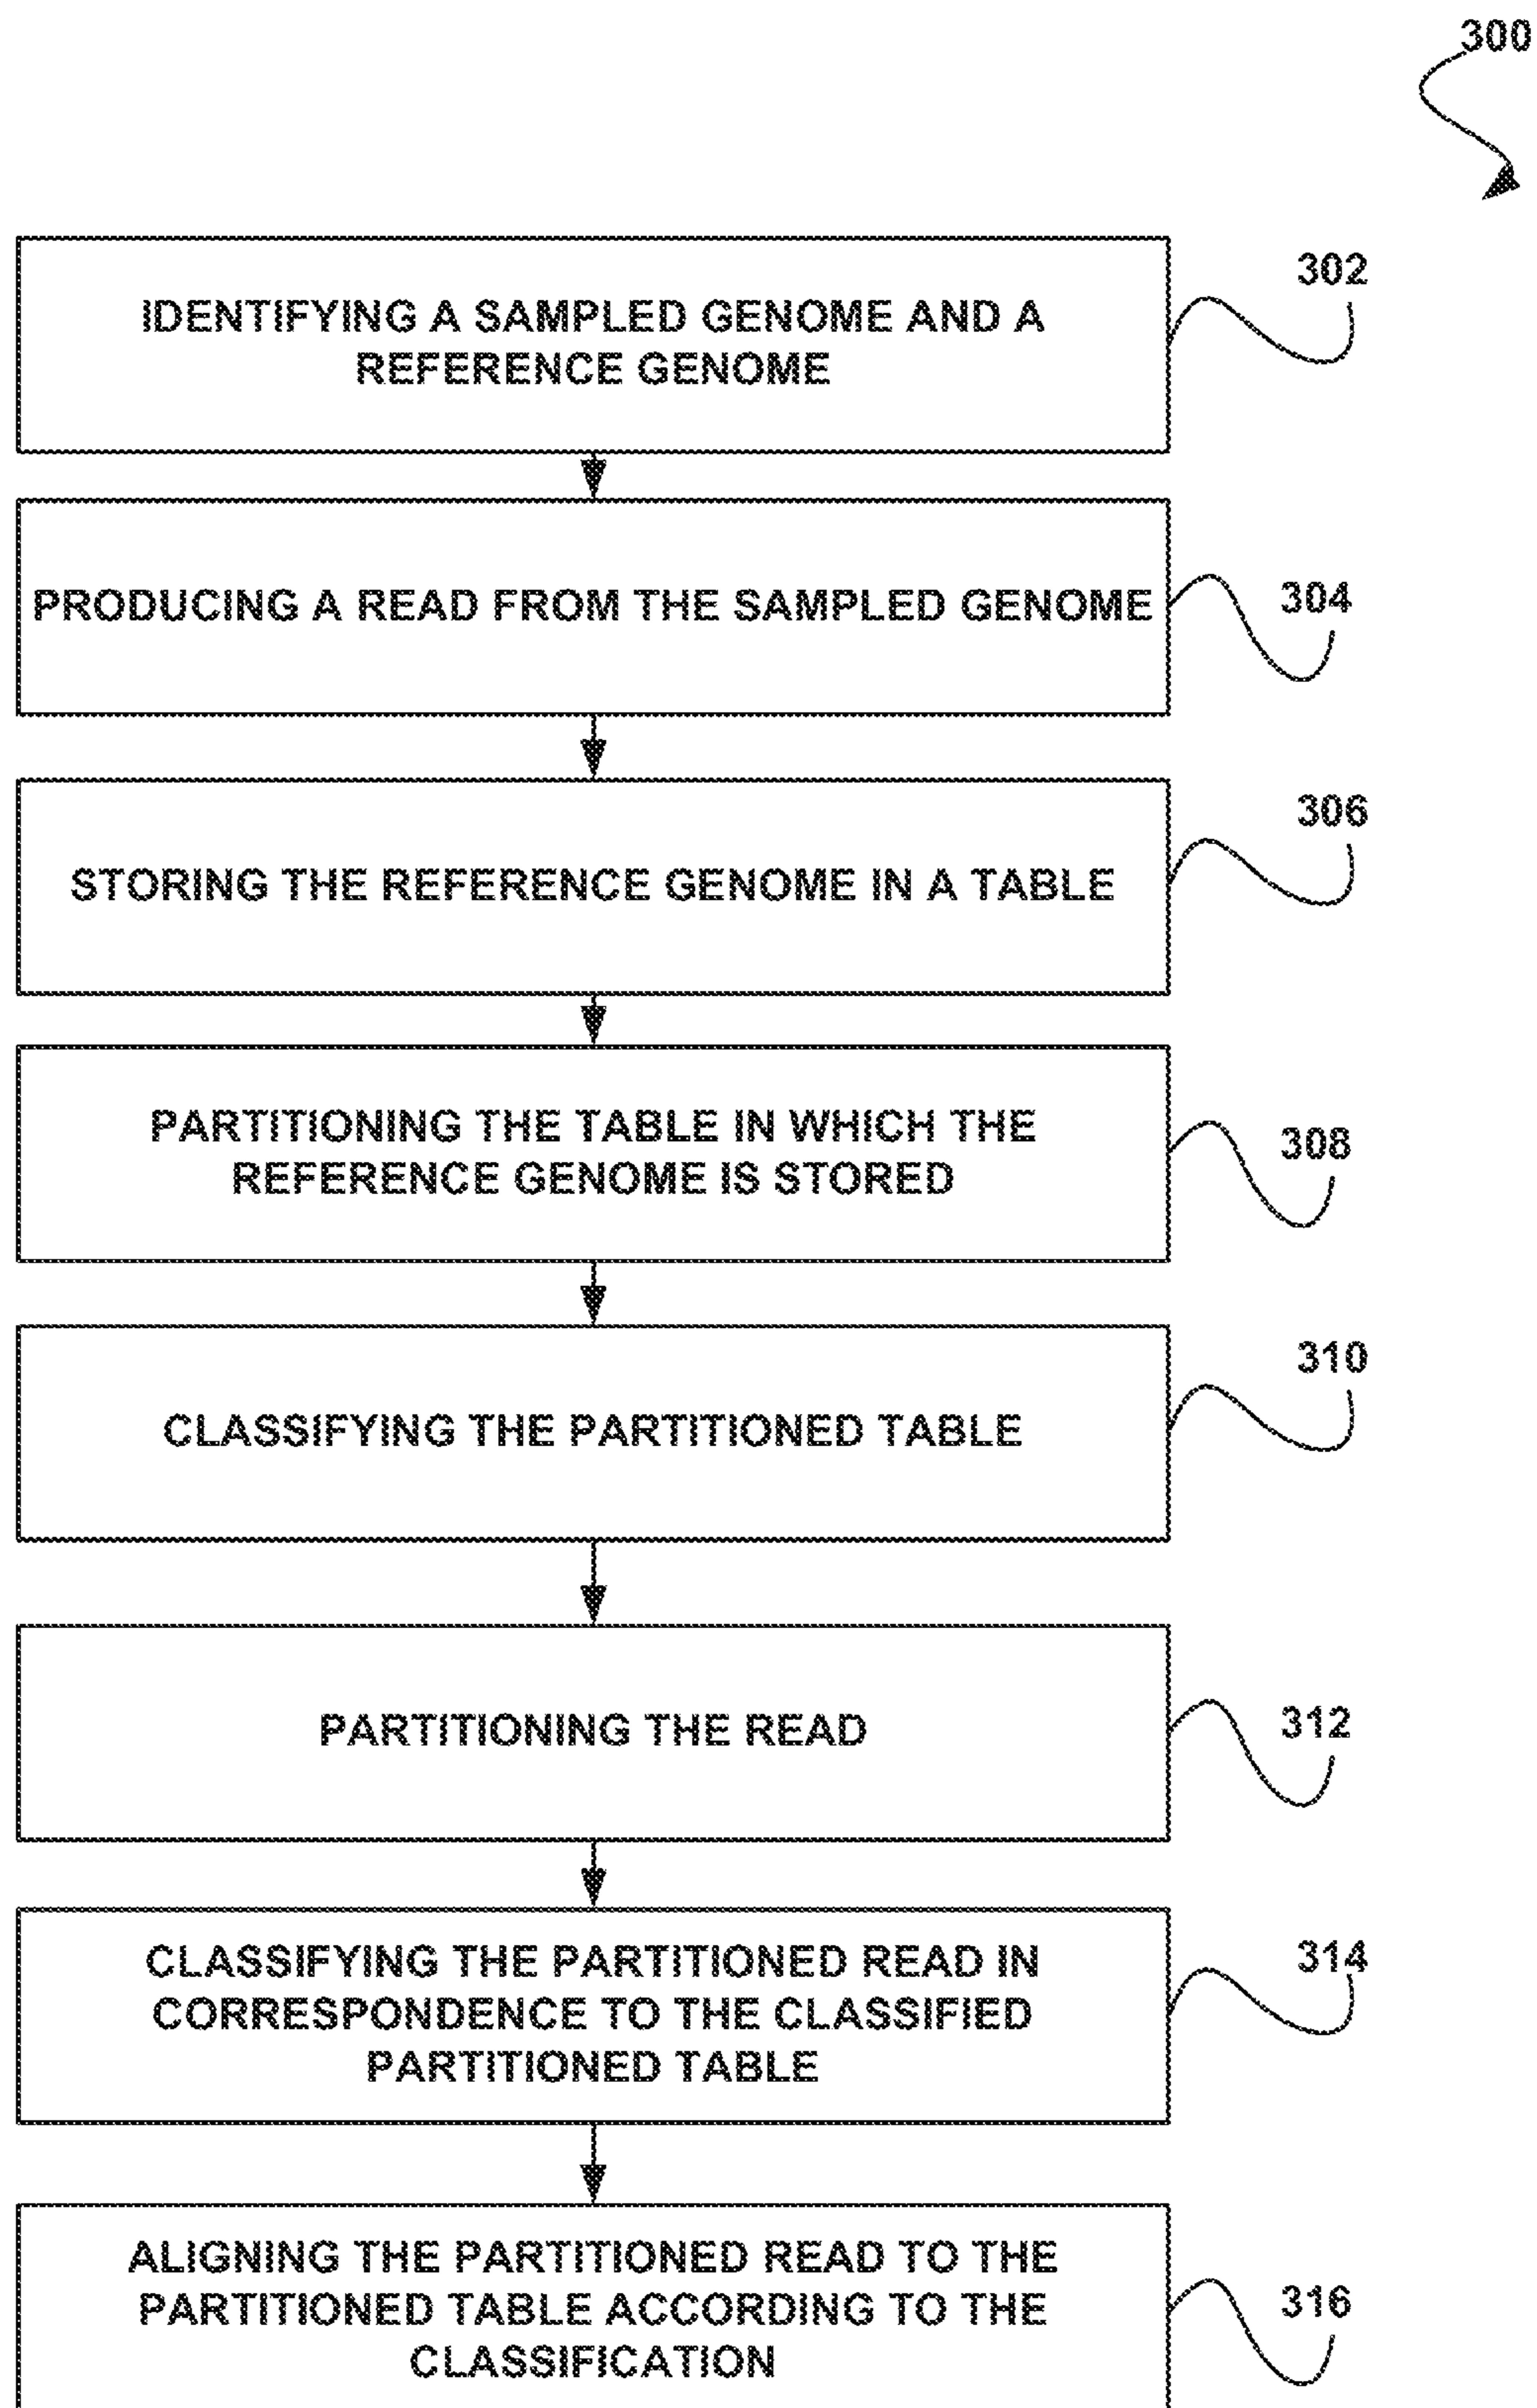 300
302
IDENTIFYING A SAMPLED GENOME AND A
REFERENCE GENOME
304
PRODUCING A READ FROM THE SAMPLED GENOME
306
STORING THE REFERENCE GENOME IN A TABLE
308
PARTITIONING THE TABLE IN WHICH THE
REFERENCE GENOME IS STORED
310
CLASSIFYING THE PARTITIONED TABLE
312
PARTITIONING THE READ
314
CLASSIFYING THE PARTITIONED READ IN
CORRESPONDENCE TO THE CLASSIFIED
PARTITIONED TABLE
316
ALIGNING THE PARTITIONED READ TO THE
PARTITIONED TABLE ACCORDING TO THE
CLASSIFICATION